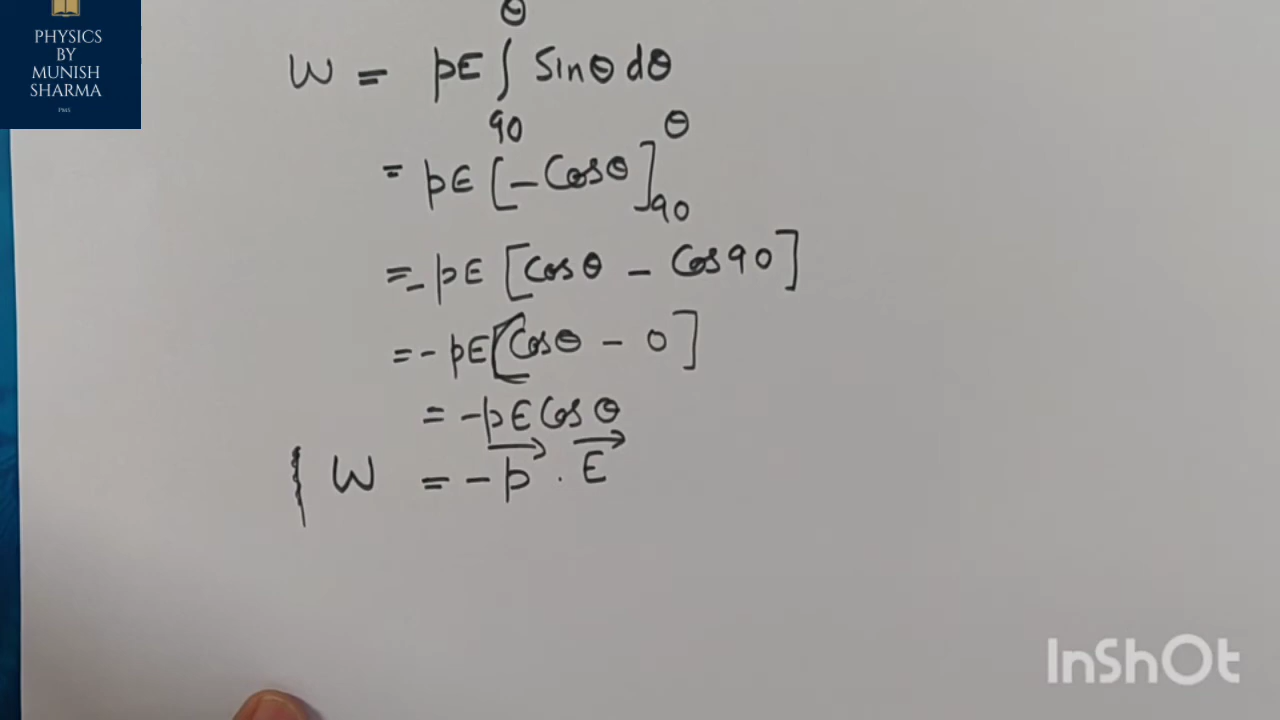 PHYSICS
BY
MUNISH
SHARMA
PMS
W = pE ∫₉₀^θ Sinθ dθ
= pE [-Cosθ]₉₀^θ
= -pE [Cosθ - Cos90]
= -pE[Cosθ - 0]
= -pE Cosθ
W = -p⃗ . E⃗
InShOt